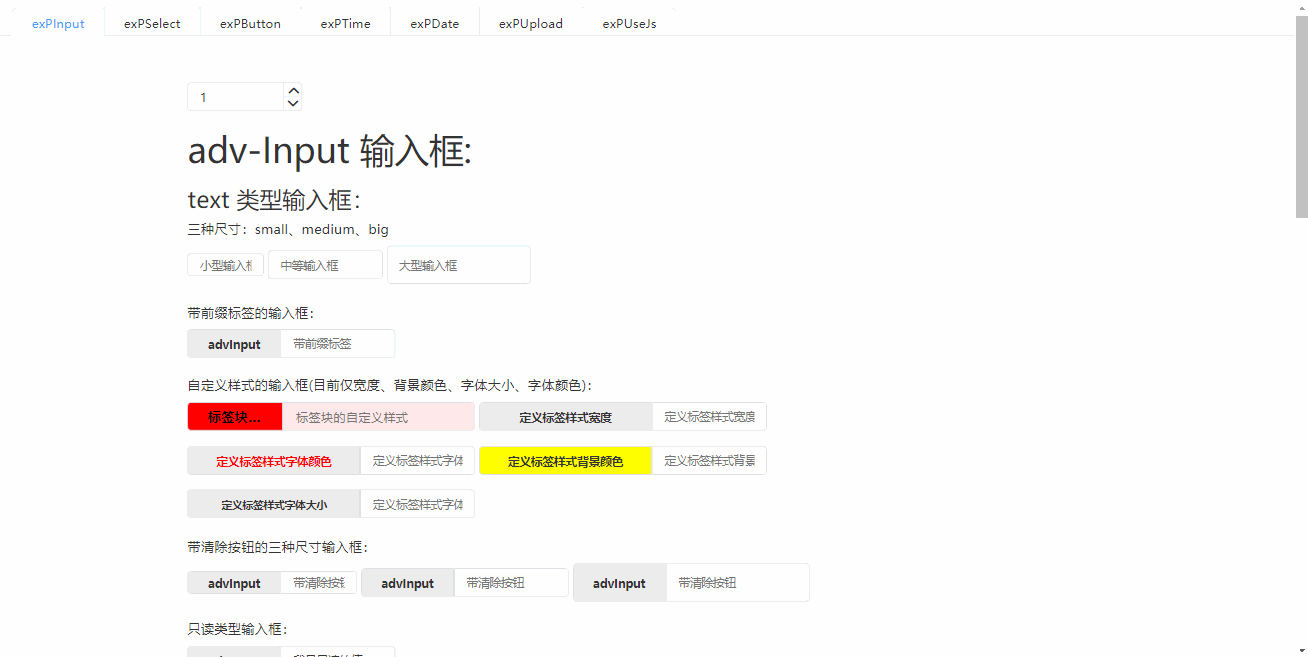 exPInput exPSelect exPButton exPTime exPDate exPUpload exPUseJs
1
adv-Input 输入框:
text 类型输入框：
三种尺寸：small、medium、big
小型输入 中等输入框 大型输入框
带前缀标签的输入框：
advInput 带前缀标签
自定义样式的输入框(目前仅宽度、背景颜色、字体大小、字体颜色)：
标签块... 标签块的自定义样式 定义标签样式宽度 定义标签样式宽度
定义标签样式字体颜色 定义标签样式字体 定义标签样式背景颜色 定义标签样式背景
定义标签样式字体大小 定义标签样式字体
带清除按钮的三种尺寸输入框：
advInput 带清除按钮 advInput 带清除按钮 advInput 带清除按钮
只读类型输入框：